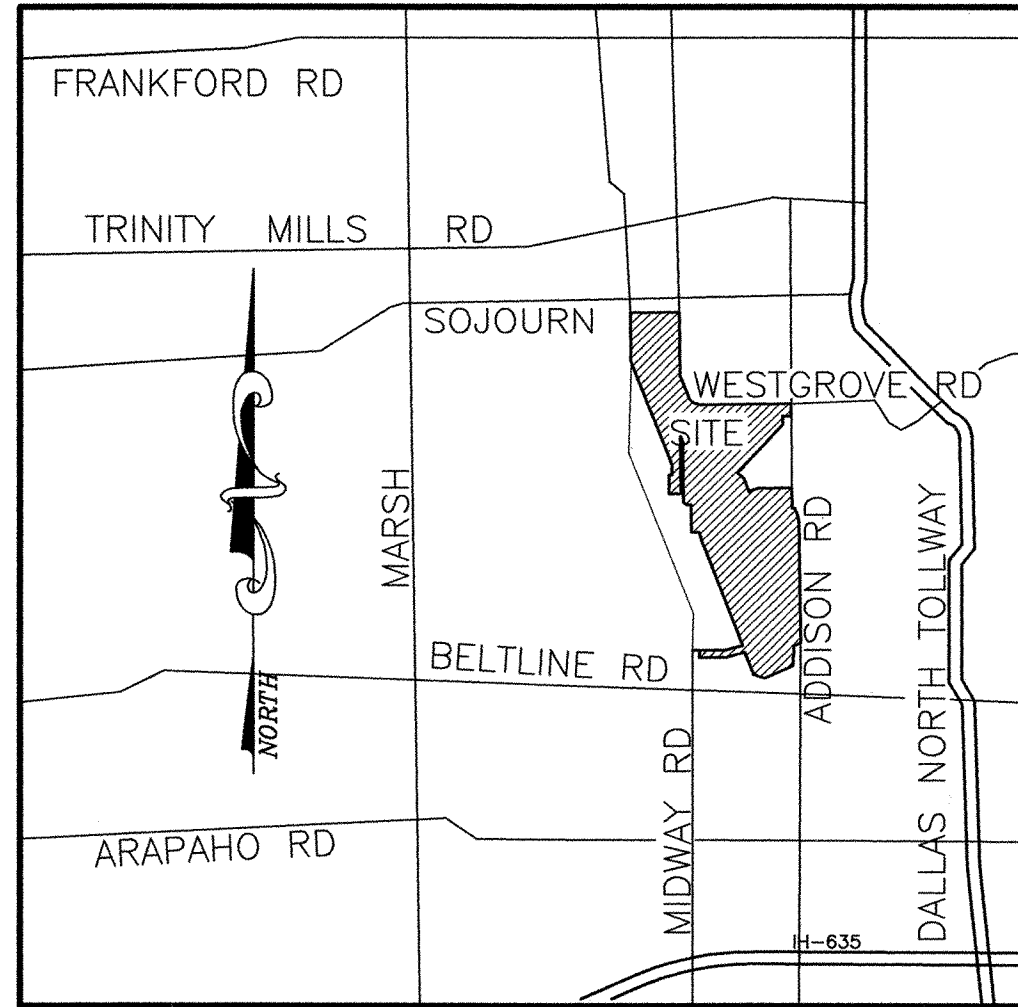 FRANKFORD RD
TRINITY MILLS RD
SOJOURN
WESTGROVE RD
SITE
MARSH
ADDISON RD
DALLAS NORTH TOLLWAY
BELTLINE RD
NORTH
MIDWAY RD
ARAPAHO RD
IH-635